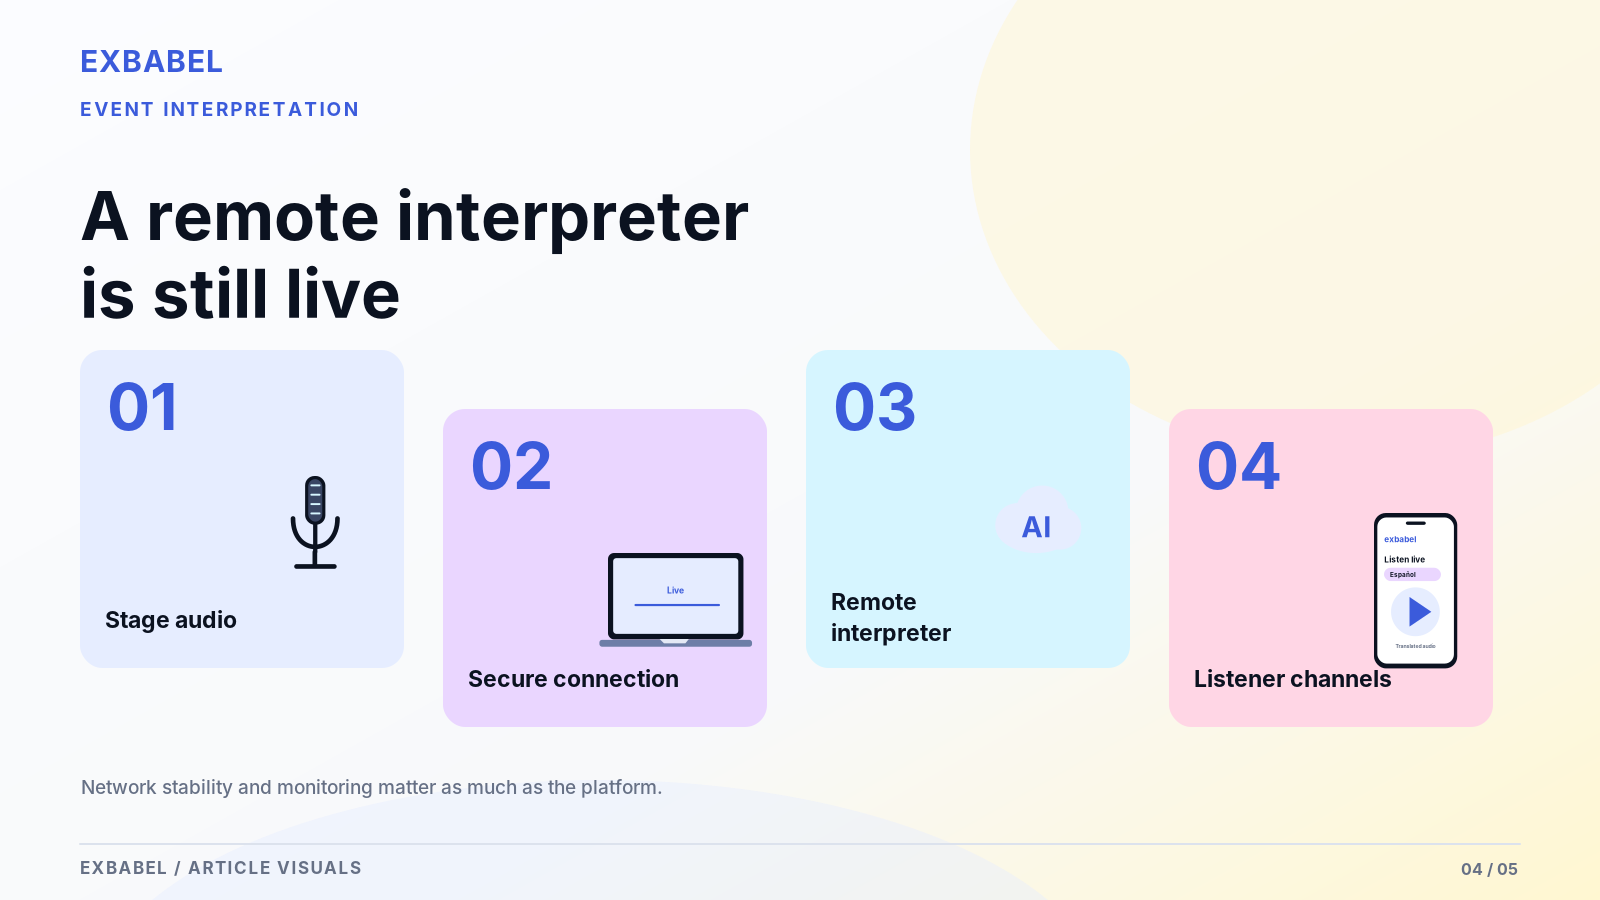 EXBABEL
EVENT INTERPRETATION
A remote interpreter
is still live
01
Stage audio
02
Live
Secure connection
03
AI
Remote
interpreter
04
exbabel
Listen live
Español
Translated audio
Listener channels
Network stability and monitoring matter as much as the platform.
EXBABEL / ARTICLE VISUALS
04 / 05